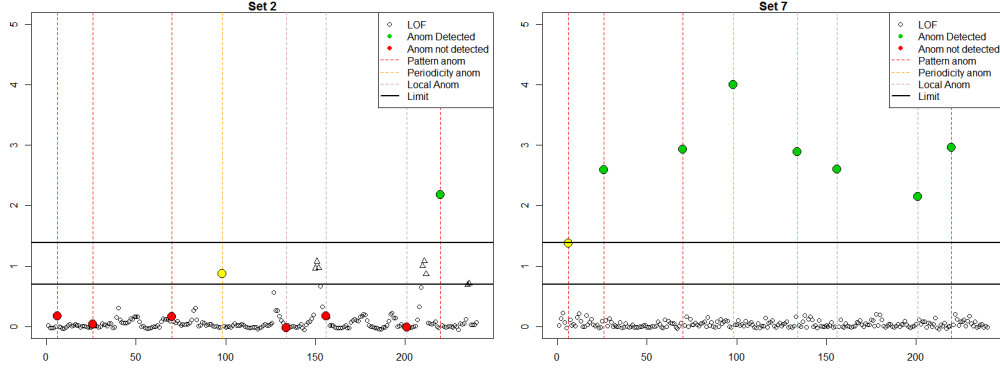 Set 2
5
4
3
2
1
0
0
50
100
150
200
LOF
Anom Detected
Anom not detected
Pattern anom
Periodicity anom
Local Anom
Limit
Set 7
5
4
3
2
1
0
0
50
100
150
200
LOF
Anom Detected
Anom not detected
Pattern anom
Periodicity anom
Local Anom
Limit